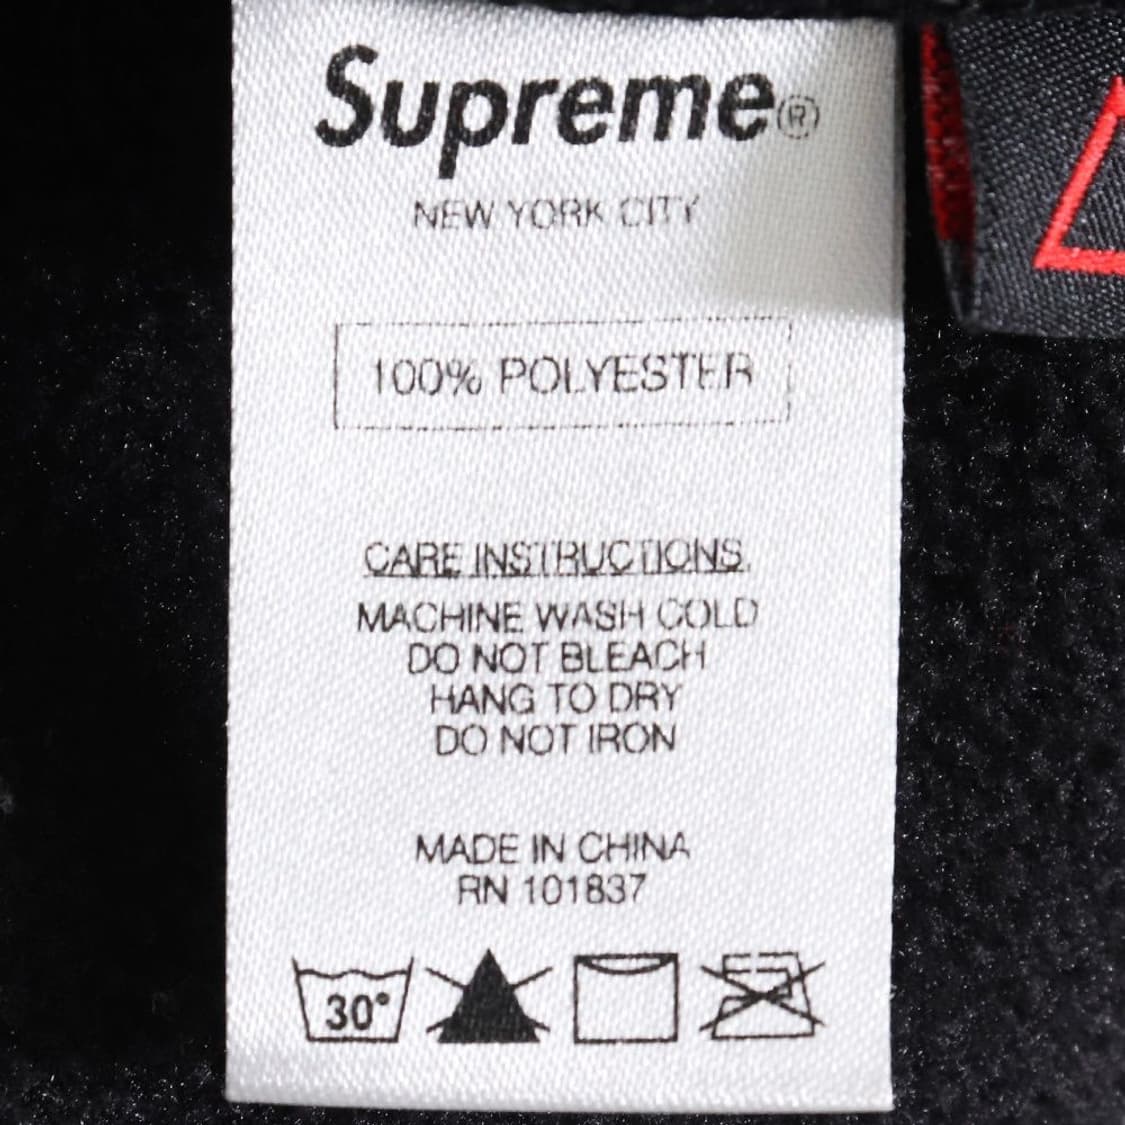 Supreme®
NEW YORK CITY
100% POLYESTER
CARE INSTRUCTIONS
MACHINE WASH COLD
DO NOT BLEACH
HANG TO DRY
DO NOT IRON
MADE IN CHINA
RN 101837
30°